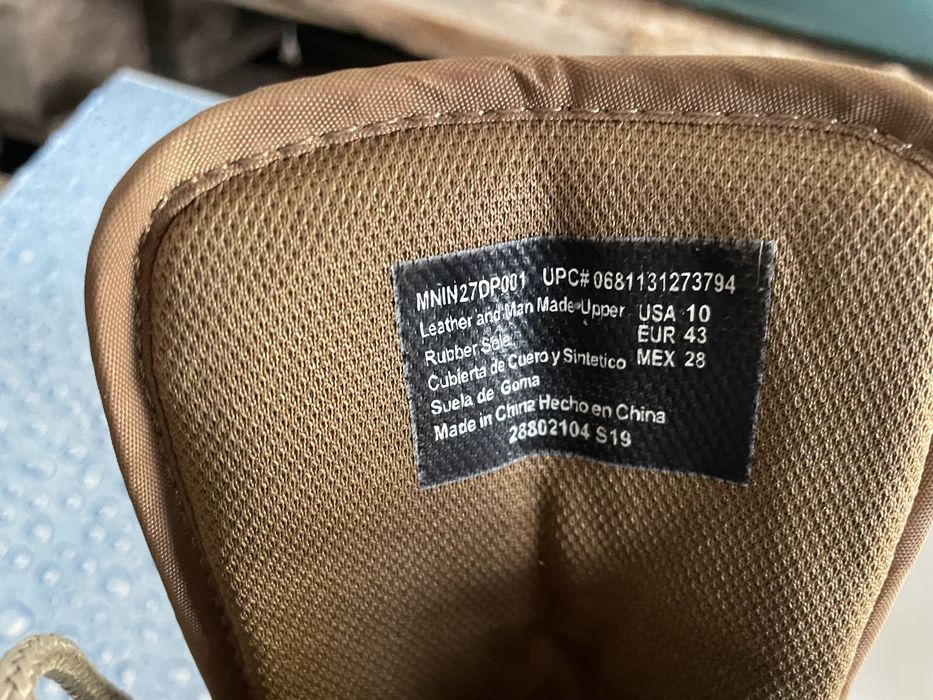 MNIN27DP001 UPC# 0681131273794
Leather and Man Made Upper USA 10
Rubber Sole EUR 43
Cubierta de Cuero y Sintetico MEX 28
Suela de Goma
Made in China Hecho en China
28802104 S19